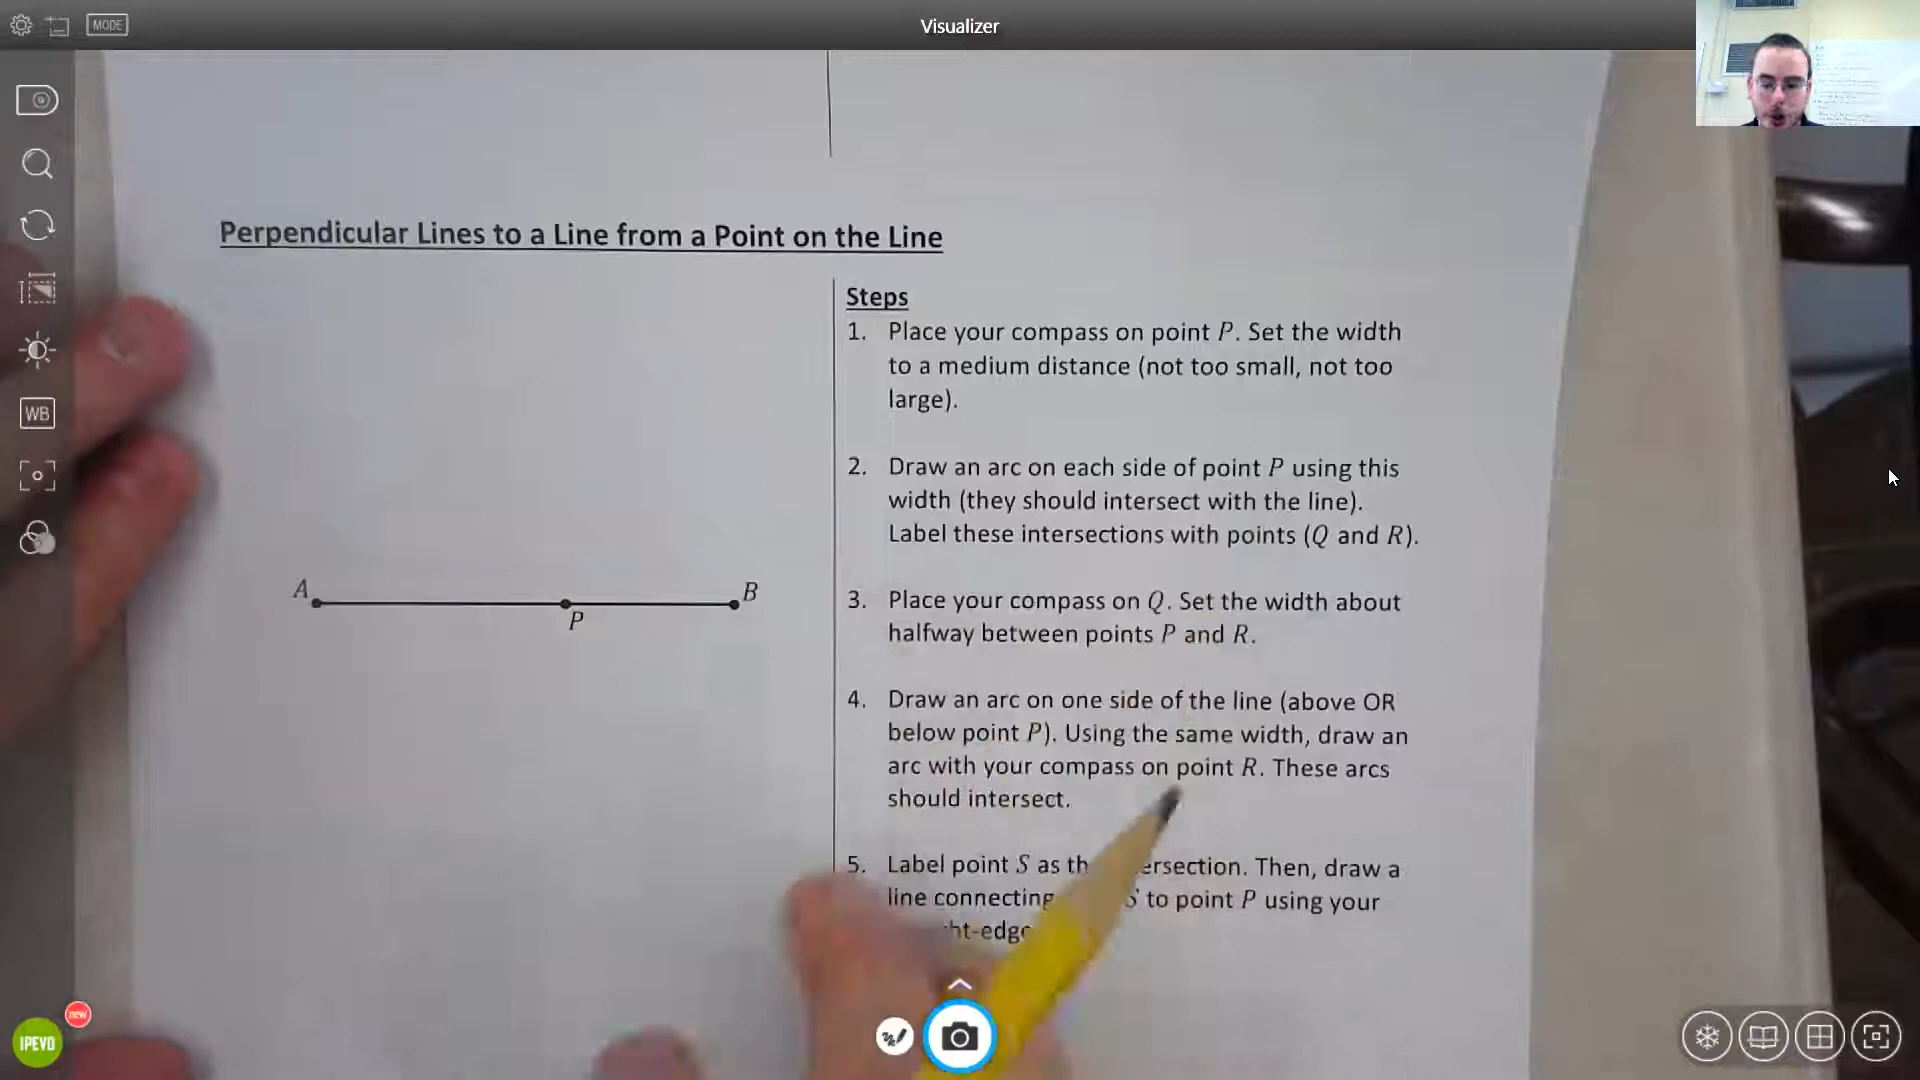 MODE
Visualizer
Perpendicular Lines to a Line from a Point on the Line
Steps
1. Place your compass on point P. Set the width
to a medium distance (not too small, not too
large).
2. Draw an arc on each side of point P using this
width (they should intersect with the line).
Label these intersections with points (Q and R).
WB
A
B
P
3. Place your compass on Q. Set the width about
halfway between points P and R.
4. Draw an arc on one side of the line (above OR
below point P). Using the same width, draw an
arc with your compass on point R. These arcs
should intersect.
5. Label point S as th ersection. Then, draw a
line connecting S to point P using your
ht-edge
new
IPEVO